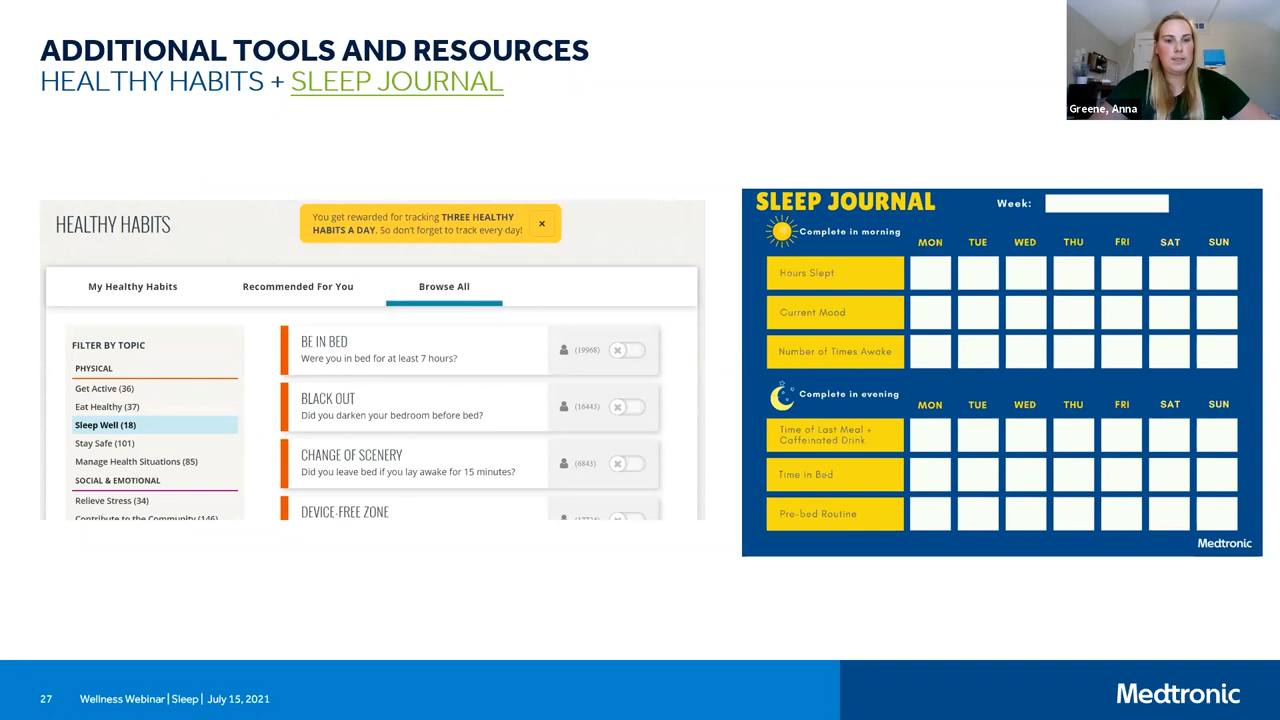 ADDITIONAL TOOLS AND RESOURCES
HEALTHY HABITS + SLEEP JOURNAL
Greene, Anna
HEALTHY HABITS
You get rewarded for tracking THREE HEALTHY
HABITS A DAY. So don't forget to track every day!
My Healthy Habits
Recommended For You
Browse All
FILTER BY TOPIC
PHYSICAL
Get Active (36)
Eat Healthy (37)
Sleep Well (18)
Stay Safe (101)
Manage Health Situations (85)
SOCIAL & EMOTIONAL
Relieve Stress (34)
Contribute to the Community (146)
BE IN BED
Were you in bed for at least 7 hours?
(19968)
BLACK OUT
Did you darken your bedroom before bed?
(16443)
CHANGE OF SCENERY
Did you leave bed if you lay awake for 15 minutes?
(6843)
DEVICE-FREE ZONE
SLEEP JOURNAL
Week:
Complete in morning
MON TUE WED THU FRI SAT SUN
Hours Slept
Current Mood
Number of Times Awake
Complete in evening
MON TUE WED THU FRI SAT SUN
Time of Last Meal +
Caffeinated Drink
Time in Bed
Pre-bed Routine
Medtronic
27 Wellness Webinar | Sleep | July 15, 2021
Medtronic